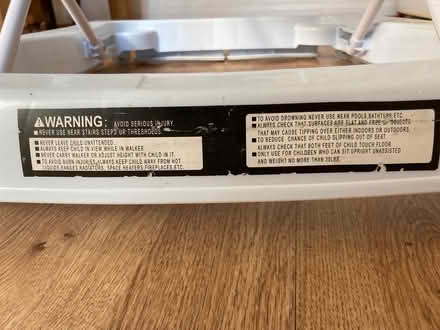 ⚠WARNING: AVOID SERIOUS INJURY.
■ NEVER USE NEAR STAIRS STEPS OR THRESHOLDS
■ NEVER LEAVE CHILD UNATTENDED.
■ ALWAYS KEEP CHILD IN VIEW WHILE IN WALKER
■ NEVER CARRY WALKER OR ADJUST HEIGHT WITH CHILD IN IT.
■ TO AVOID BURN INJURIES, ALWAYS KEEP CHILD AWAY FROM HOT
LIQUIDS, RANGES RADIATORS, SPACE HEATERS FIREPLACES ETC.
■ TO AVOID DROWNING NEVER USE NEAR POOLS, BATHTUBS ETC.
■ ALWAYS CHECK THAT SURFACES ARE FLAT AND FREE OF OBJECTS
THAT MAY CAUSE TIPPING OVER EITHER INDOORS OR OUTDOORS.
■ TO REDUCE CHANCE OF CHILD SLIPPING OUT OF SEAT.
ALWAYS CHECK THAT BOTH FEET OF CHILD TOUCH FLOOR
■ ONLY USE FOR CHILDREN WHO CAN SIT UPRIGHT UNASSISTED
AND WEIGHT NO MORE THAN